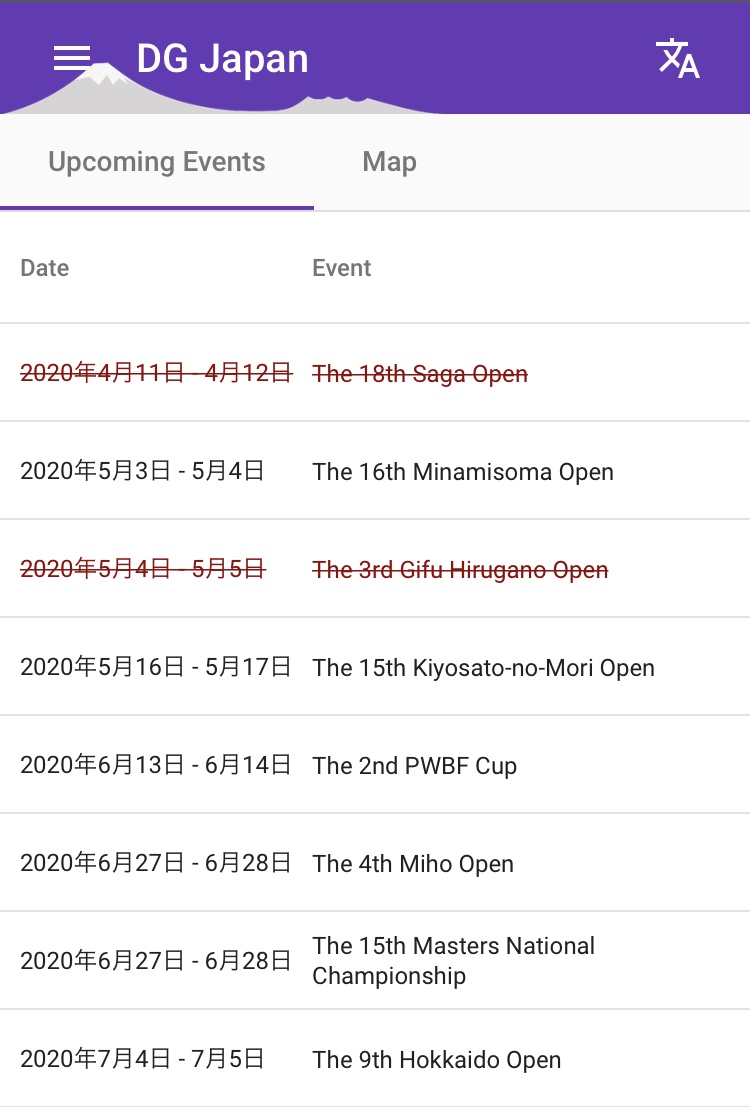 DG Japan
Upcoming Events
Map
Date
Event
2020年4月11日 - 4月12日
The 18th Saga Open
2020年5月3日 - 5月4日
The 16th Minamisoma Open
2020年5月4日 - 5月5日
The 3rd Gifu Hirugano Open
2020年5月16日 - 5月17日
The 15th Kiyosato-no-Mori Open
2020年6月13日 - 6月14日
The 2nd PWBF Cup
2020年6月27日 - 6月28日
The 4th Miho Open
2020年6月27日 - 6月28日
The 15th Masters National
Championship
2020年7月4日 - 7月5日
The 9th Hokkaido Open